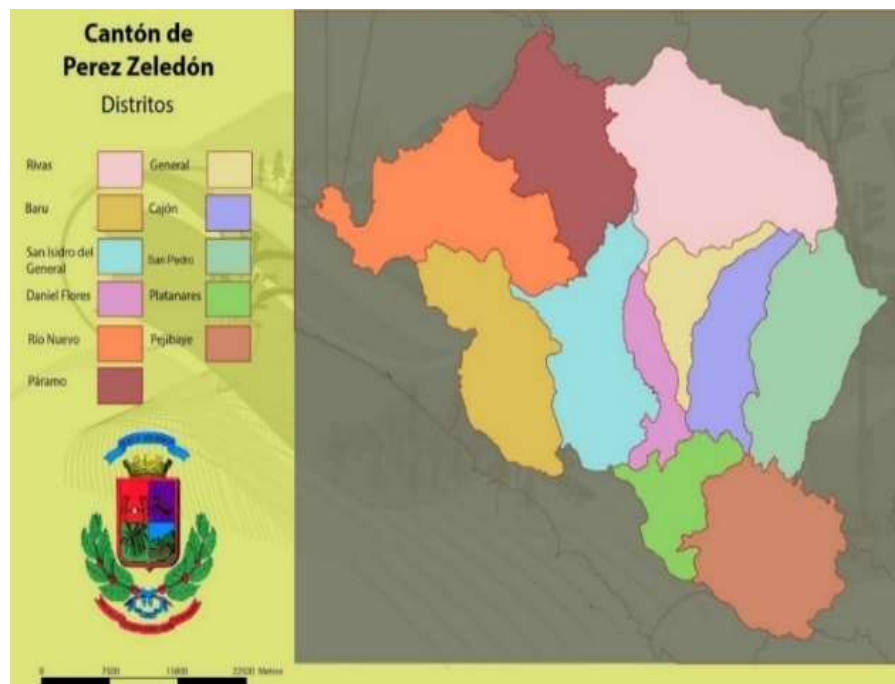 Cantón de
Perez Zeledón
Distritos
Rivas General
Baru Cajón
San Isidro del
General San Pedro
Daniel Flores Platanares
Río Nuevo Pejibaye
Páramo
0